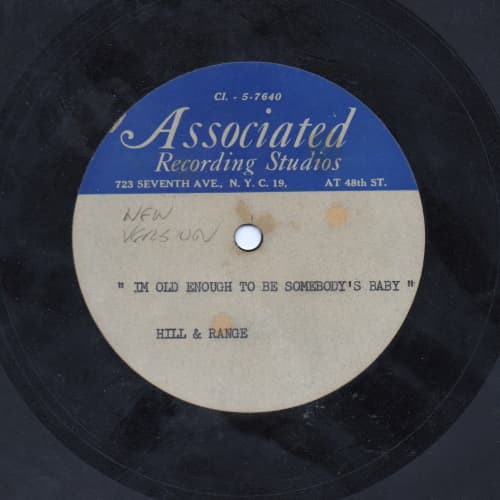 CI. - 5-7640
Associated
Recording Studios
723 SEVENTH AVE., N. Y. C. 19, AT 48th ST.
NEW
VERSION
" IM OLD ENOUGH TO BE SOMEBODY'S BABY "
HILL & RANGE